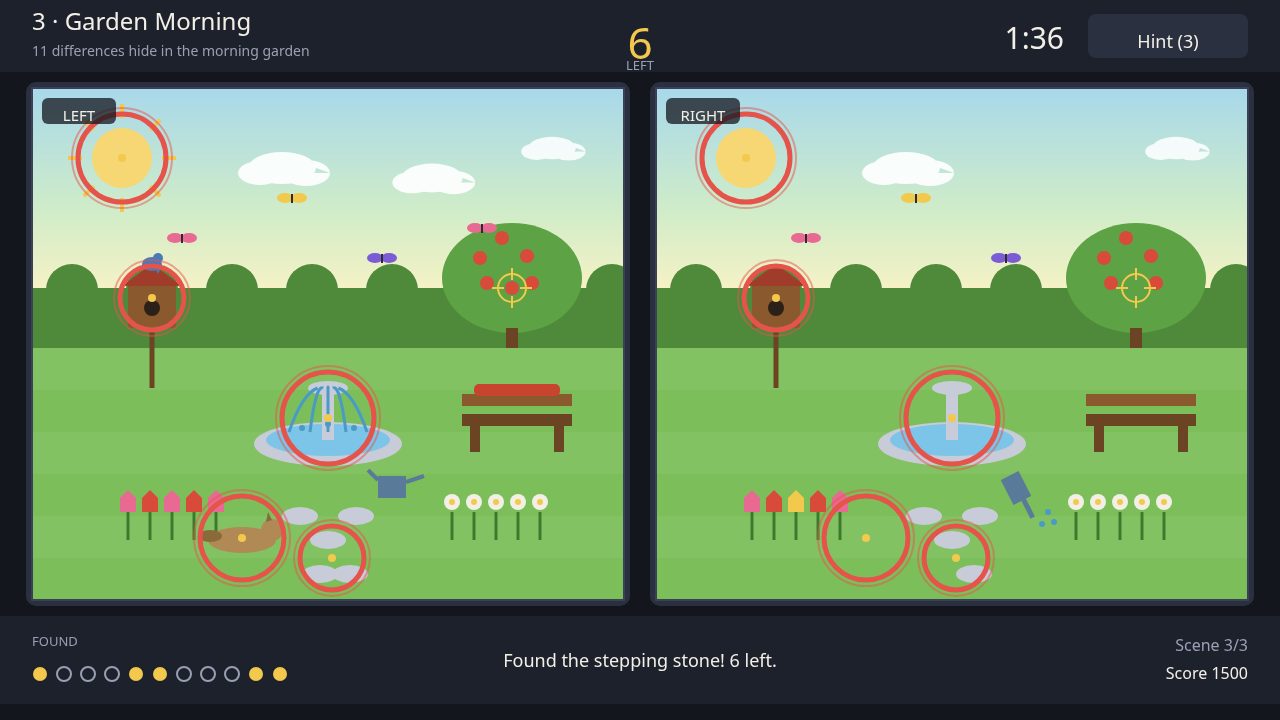 3 · Garden Morning
11 differences hide in the morning garden
6
LEFT
1:36
Hint (3)
LEFT
RIGHT
FOUND
Found the stepping stone! 6 left.
Scene 3/3
Score 1500